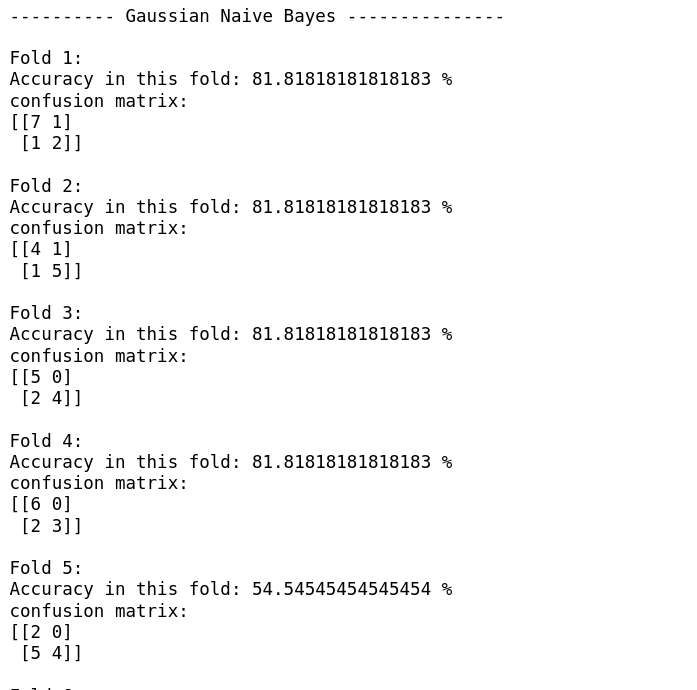 ---------- Gaussian Naive Bayes ---------------
Fold 1:
Accuracy in this fold: 81.81818181818183 %
confusion matrix:
[[7 1]
 [1 2]]
Fold 2:
Accuracy in this fold: 81.81818181818183 %
confusion matrix:
[[4 1]
 [1 5]]
Fold 3:
Accuracy in this fold: 81.81818181818183 %
confusion matrix:
[[5 0]
 [2 4]]
Fold 4:
Accuracy in this fold: 81.81818181818183 %
confusion matrix:
[[6 0]
 [2 3]]
Fold 5:
Accuracy in this fold: 54.54545454545454 %
confusion matrix:
[[2 0]
 [5 4]]